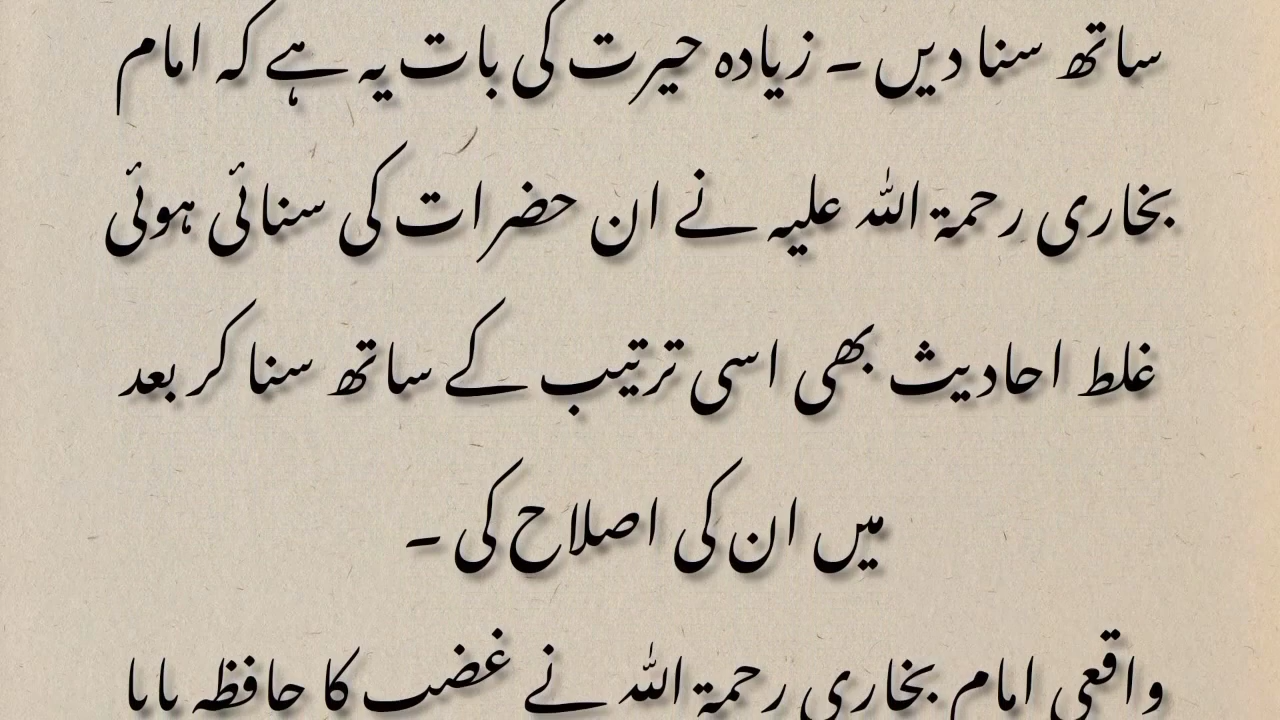 ساتھ سنا دیں ۔ زیادہ حیرت کی بات یہ ہے کہ امام
بخاری رحمۃ اللہ علیہ نے ان حضرات کی سنائی ہوئی
غلط احادیث بھی اسی ترتیب کے ساتھ سنا کر بعد
میں ان کی اصلاح کی ۔
واقعی امام بخاری رحمۃ اللہ نے غضب کا حافظہ پایا